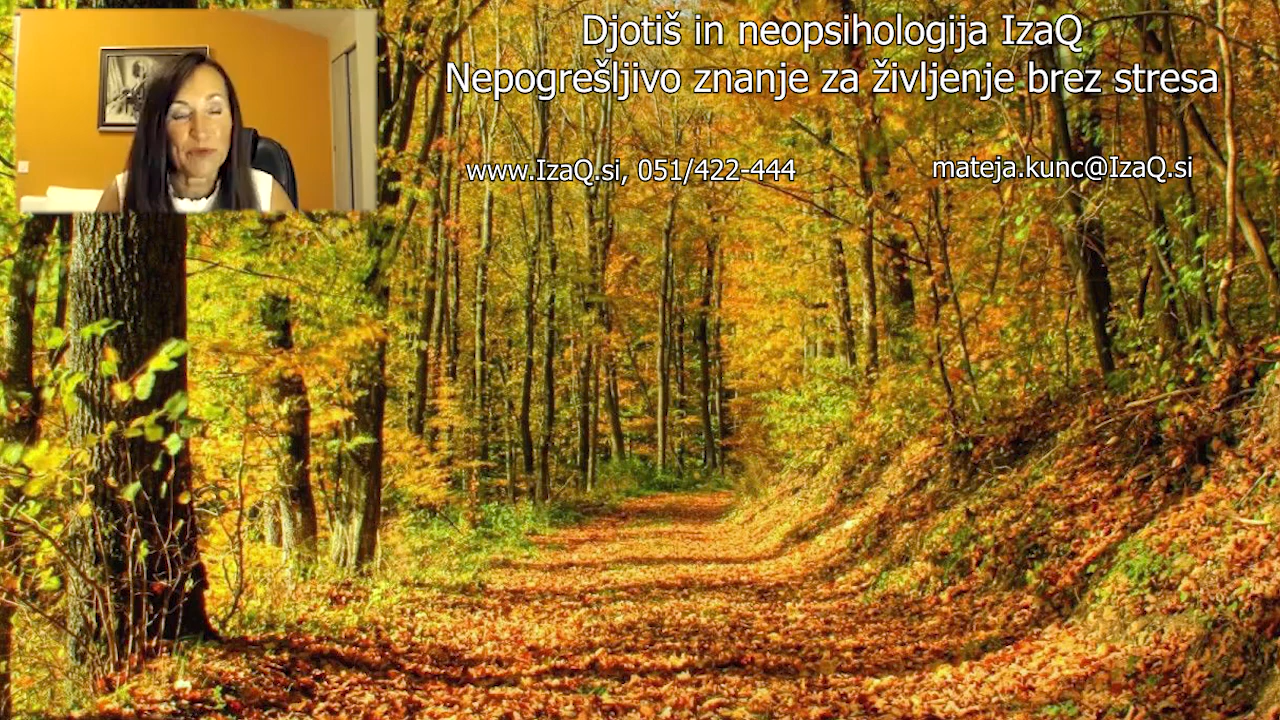 Djotiš in neopsihologija IzaQ
Nepogrešljivo znanje za življenje brez stresa
www.IzaQ.si, 051/422-444
mateja.kunc@IzaQ.si